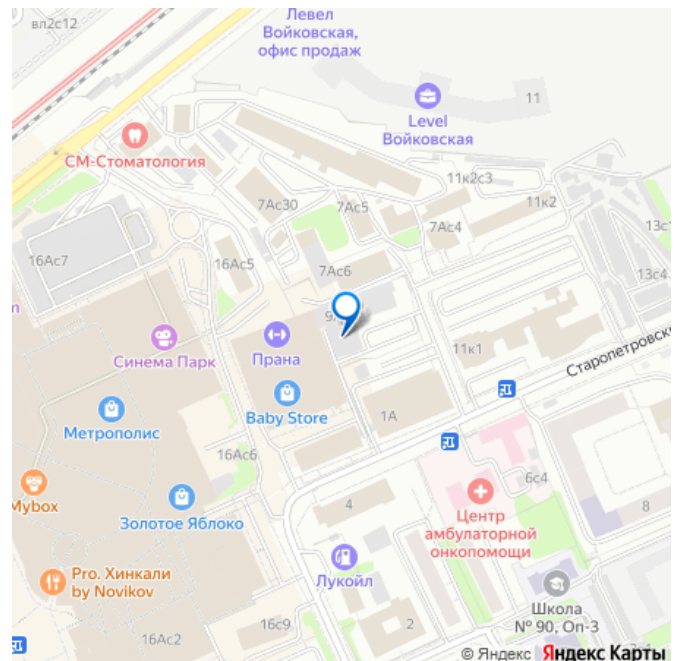 вл2с12
Левел
Войковская,
офис продаж
11
Level
Войковская
СМ-Стоматология
11к2с3
11к2
7Ас30
7Ас5
7Ас4
13с1
16Ас7
16Ас5
7Ас6
13с4
Синема Парк
Прана
11к1
Старопетровски
Baby Store
1А
Метрополис
16Ас6
6с4
Mybox
Золотое Яблоко
4
Центр
амбулаторной
онкопомощи
8
Лукойл
Pro. Хинкали
by Novikov
Школа
№ 90, Оп-3
16с9
2
16Ас2
© Яндекс Яндекс Карты